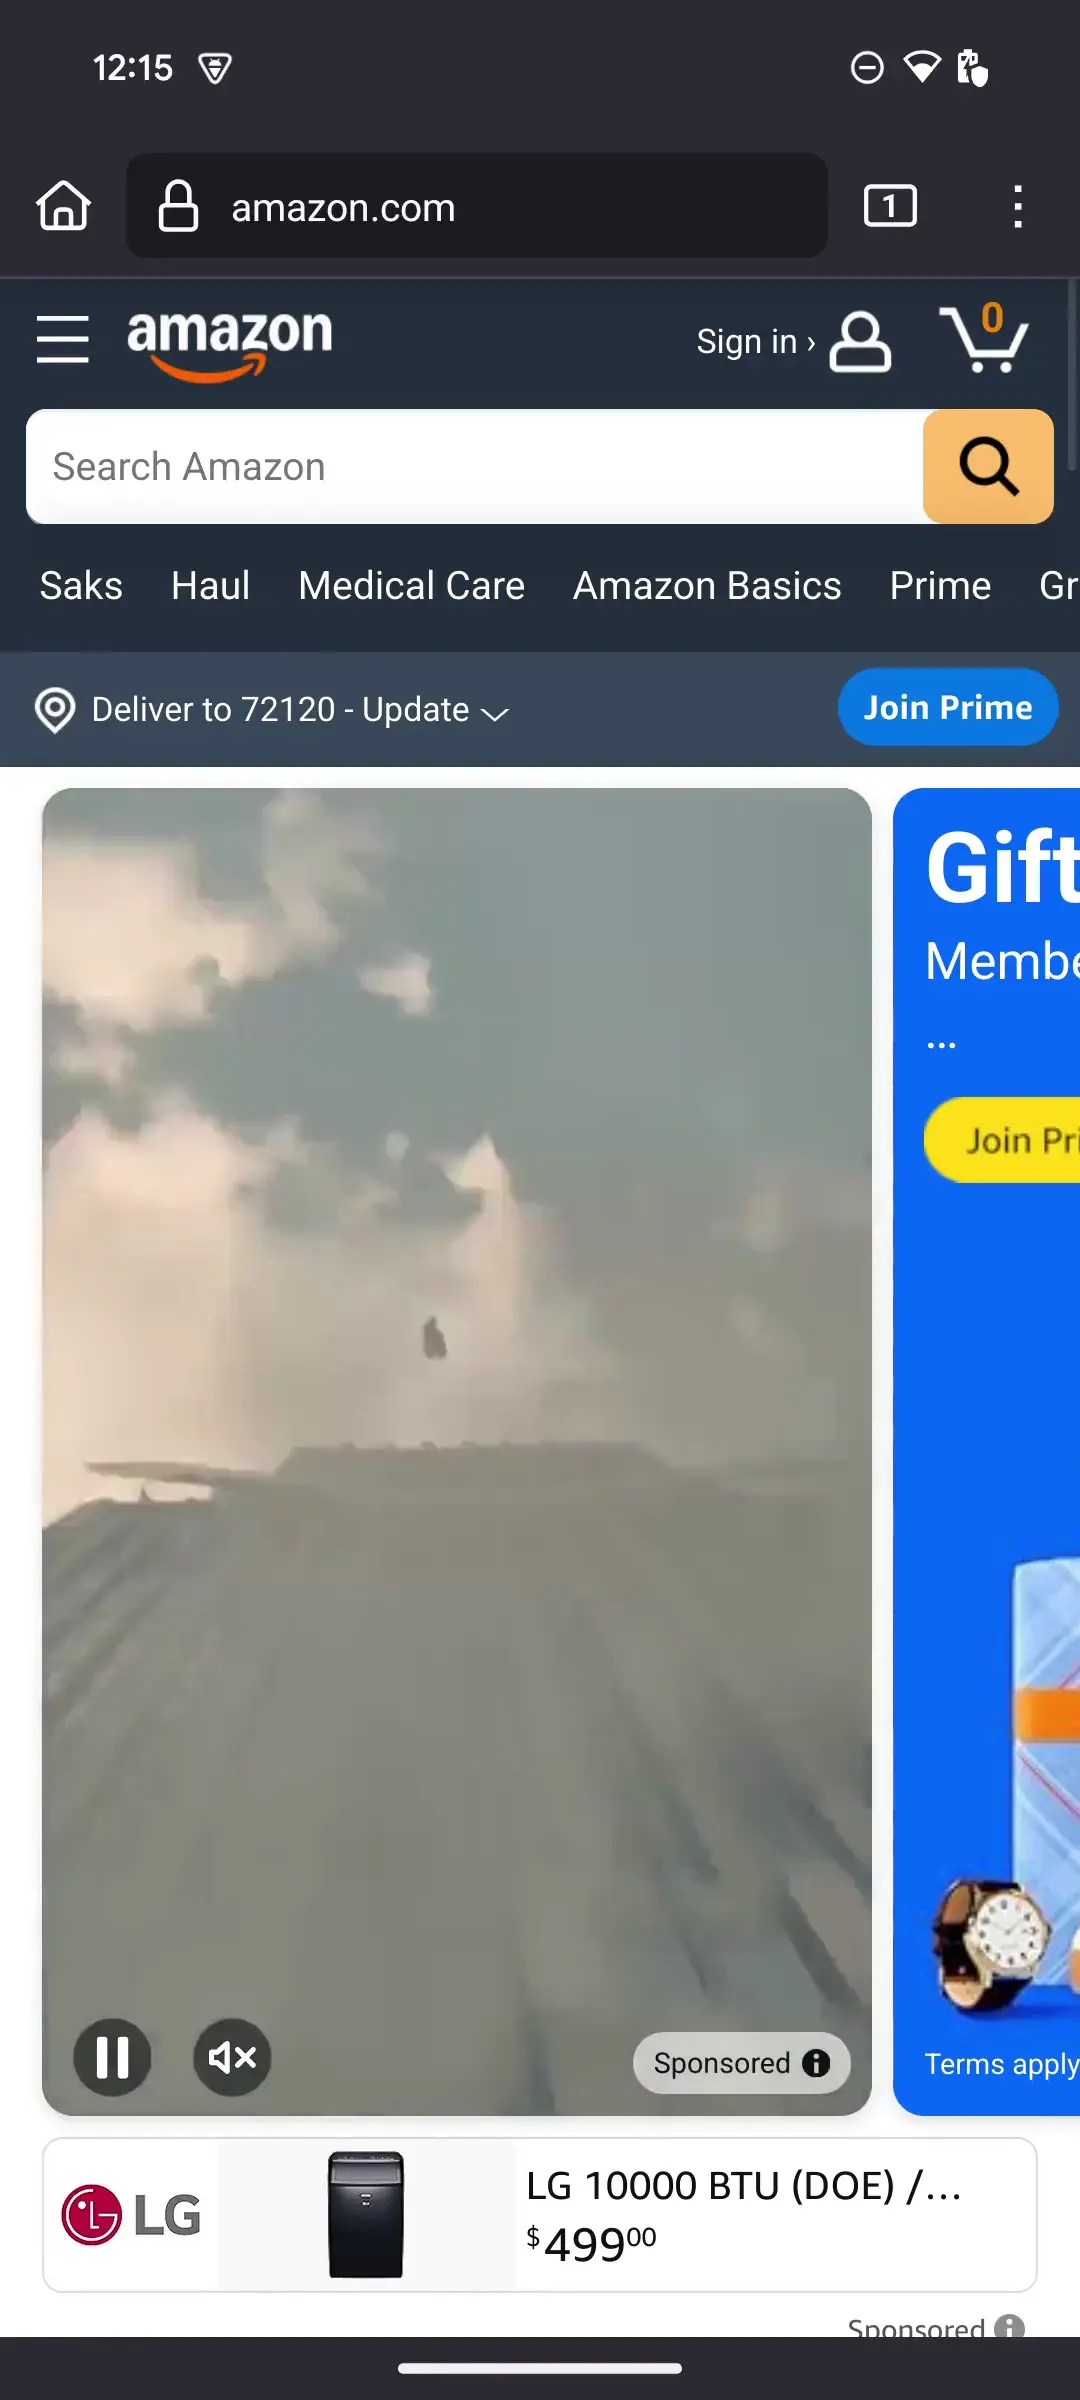 12:15
amazon.com
1
amazon
Sign in ›
0
Search Amazon
Saks Haul Medical Care Amazon Basics Prime Gr
Deliver to 72120 - Update
Join Prime
Gift
Membe
...
Join Pri
Terms apply
Sponsored
LG
LG 10000 BTU (DOE) /...
$49900
Sponsored